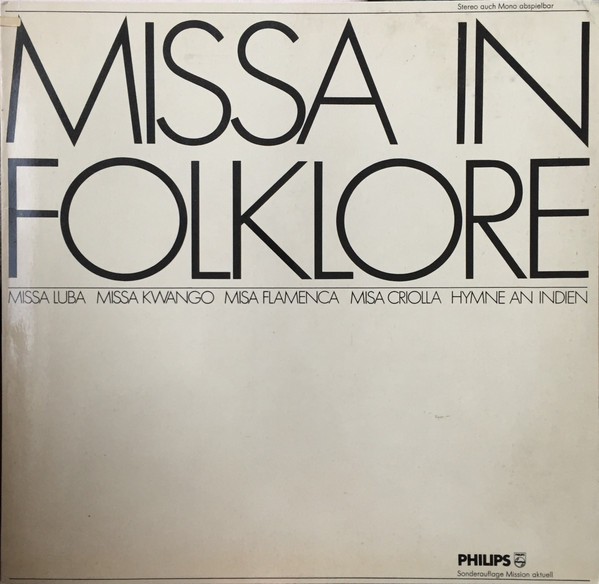 Stereo auch Mono abspielbar
MISSA IN
FOLKLORE
MISSA LUBA MISSA KWANGO MISA FLAMENCA MISA CRIOLLA HYMNE AN INDIEN
PHILIPS
Sonderauflage Mission aktuell